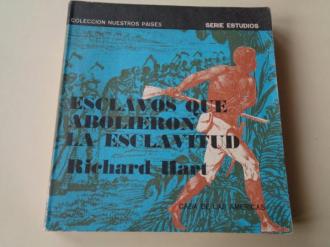 COLECCION NUESTROS PAISES
SERIE ESTUDIOS
ESCLAVOS QUE
ABOLIERON
LA ESCLAVITUD
Richard Hart
CASA DE LAS AMERICAS